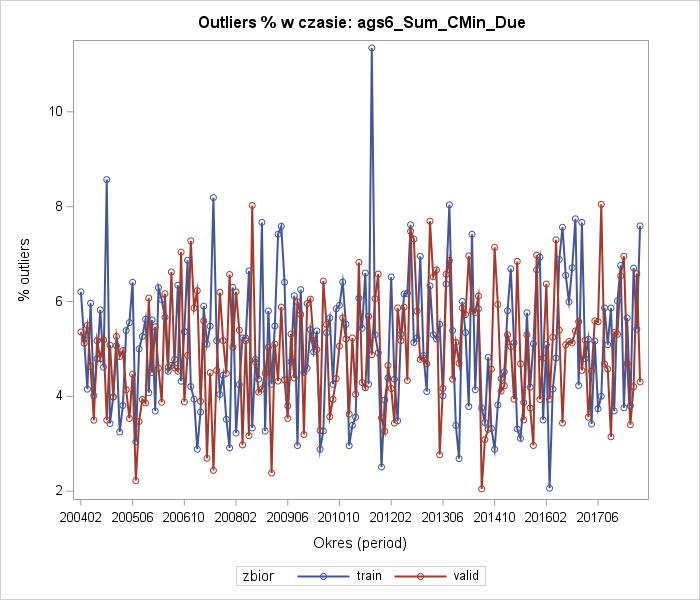 Outliers % w czasie: ags6_Sum_CMin_Due
% outliers
10
8
6
4
2
200402 200506 200610 200802 200906 201010 201202 201306 201410 201602 201706
Okres (period)
zbior train valid